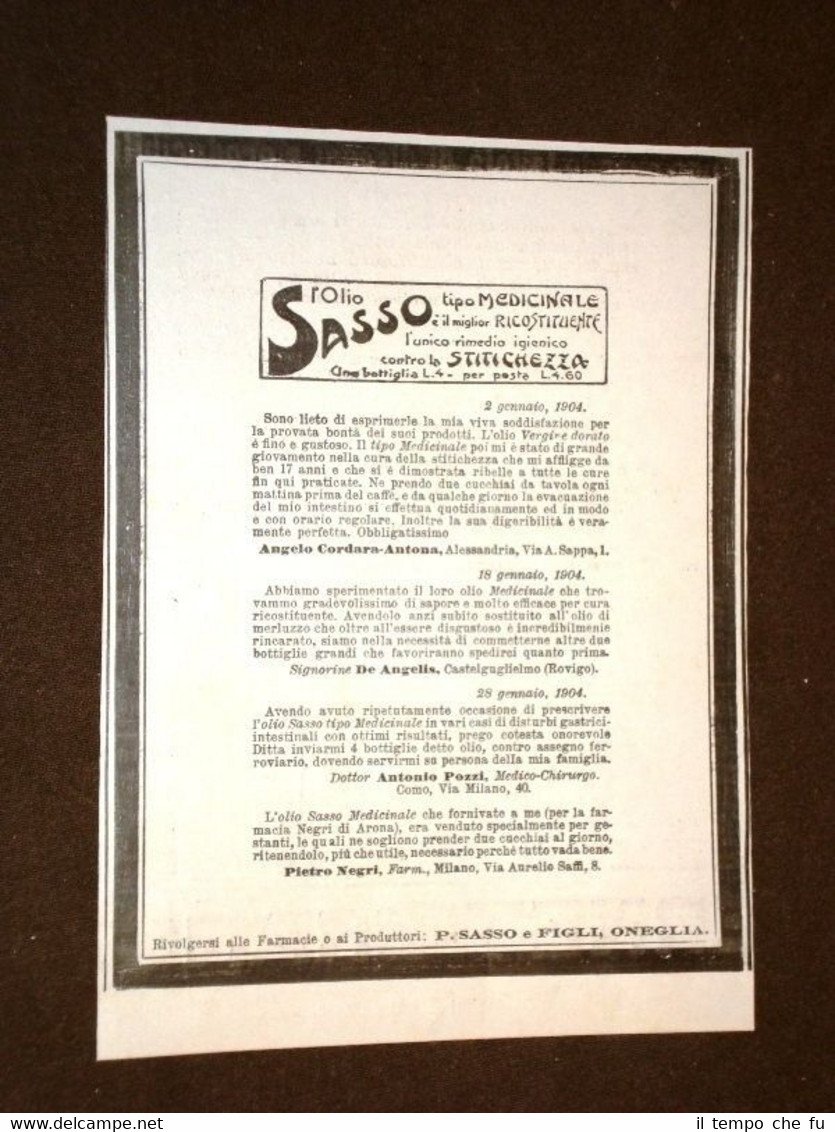 l'Olio tipo MEDICINALE
SASSO è il miglior RICOSTITUENTE
l'unico rimedio igienico
contro la STITICHEZZA
Una bottiglia L. 4 - per posta L. 4.60
2 gennaio, 1904.
Sono lieto di esprimerle la mia viva soddisfazione per
la provata bontà dei suoi prodotti. L'olio Vergine dorato
è fino e gustoso. Il tipo Medicinale poi mi è stato di grande
giovamento nella cura della stitichezza che mi affligge da
ben 17 anni e che si è dimostrata ribelle a tutte le cure
fin qui praticate. Ne prendo due cucchiai da tavola ogni
mattina prima del caffè, e da qualche giorno la evacuazione
del mio intestino si effettua quotidianamente ed in modo
e con orario regolare. Inoltre la sua digeribilità è vera-
mente perfetta. Obbligatissimo
Angelo Cordara-Antona, Alessandria, Via A. Sappa, 1.
18 gennaio, 1904.
Abbiamo sperimentato il loro olio Medicinale che tro-
vammo gradevolissimo di sapore e molto efficace per cura
ricostituente. Avendolo anzi subito sostituito all'olio di
merluzzo che oltre all'essere disgustoso è incredibilmente
rincarato, siamo nella necessità di commetterne altre due
bottiglie grandi che favoriranno spedirci quanto prima.
Signorine De Angelis, Castelguglielmo (Rovigo).
28 gennaio, 1904.
Avendo avuto ripetutamente occasione di prescrivere
l'olio Sasso tipo Medicinale in vari casi di disturbi gastrici-
intestinali con ottimi risultati, prego cotesta onorevole
Ditta inviarmi 4 bottiglie detto olio, contro assegno fer-
roviario, dovendo servirmi su persona della mia famiglia.
Dottor Antonio Pozzi, Medico-Chirurgo.
Como, Via Milano, 40.
L'olio Sasso Medicinale che fornivate a me (per la far-
macia Negri di Arona), era venduto specialmente per ge-
stanti, le quali ne sogliono prender due cucchiai al giorno,
ritenendolo, più che utile, necessario perché tutto vada bene.
Pietro Negri, Farm., Milano, Via Aurelio Saffi, 8.
Rivolgersi alle Farmacie o ai Produttori: P. SASSO e FIGLI, ONEGLIA.
www.maremagnum.com
il tempo che fu